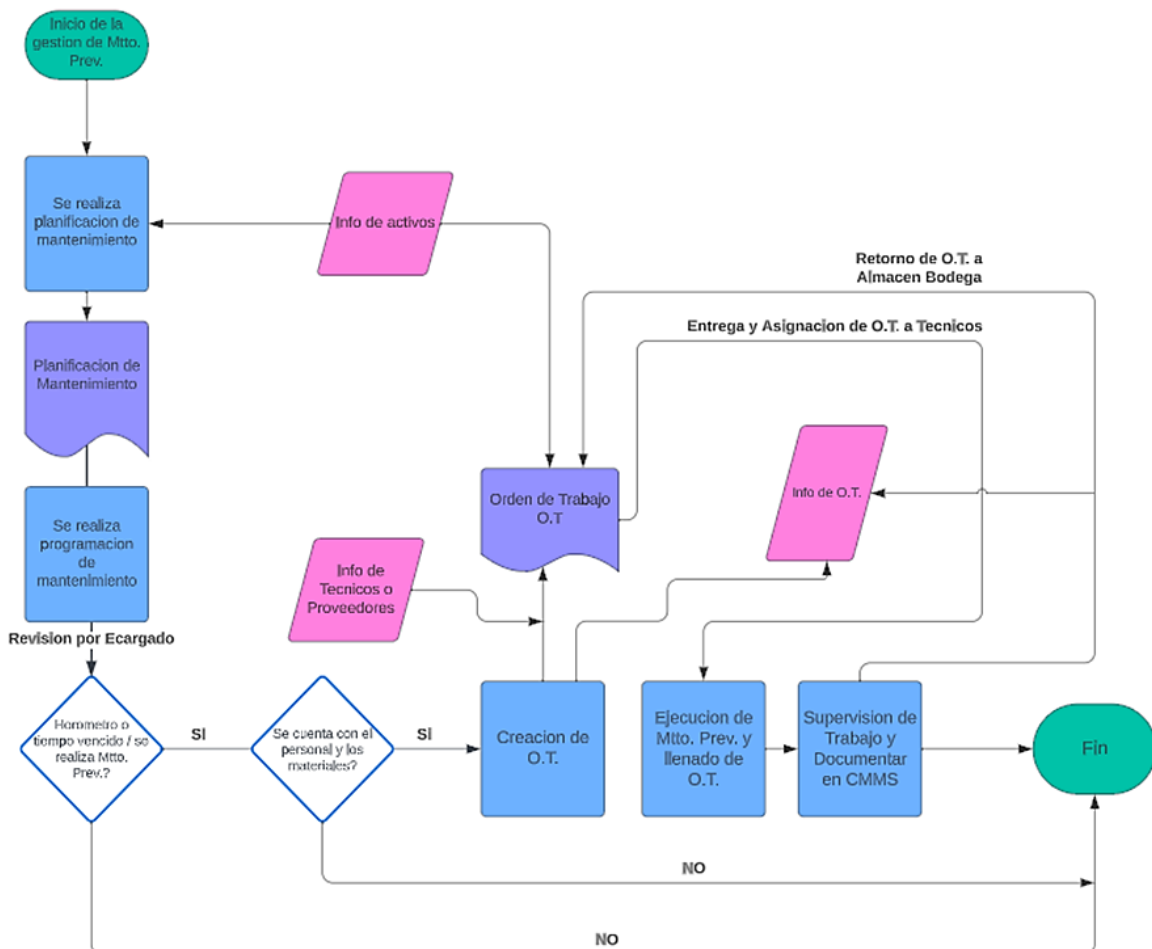 Inicio de la
gestion de Mtto.
Prev.
Se realiza
planificacion de
mantenimiento
Info de activos
Retorno de O.T. a
Almacen Bodega
Entrega y Asignacion de O.T. a Tecnicos
Planificacion de
Mantenimiento
Orden de Trabajo
O.T
Info de O.T.
Se realiza
programacion
de
mantenimiento
Info de
Tecnicos o
Proveedores
Revision por Ecargado
Horometro o
tiempo vencido / se
realiza Mtto.
Prev.?
SI
Se cuenta con el
personal y los
materiales?
SI
Creacion de
O.T.
Ejecucion de
Mtto. Prev. y
llenado de
O.T.
Supervision de
Trabajo y
Documentar
en CMMS
Fin
NO
NO